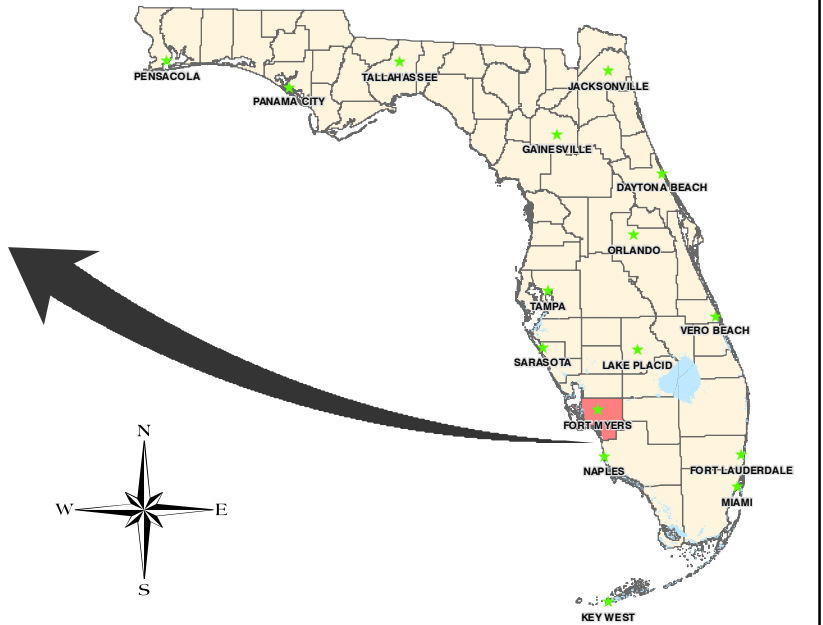 PENSACOLA
TALLAHASSEE
JACKSONVILLE
PANAMA CITY
GAINESVILLE
DAYTONA BEACH
ORLANDO
TAMPA
VERO BEACH
SARASOTA
LAKE PLACID
FORT MYERS
NAPLES
FORT LAUDERDALE
MIAMI
KEY WEST
N
W
E
S